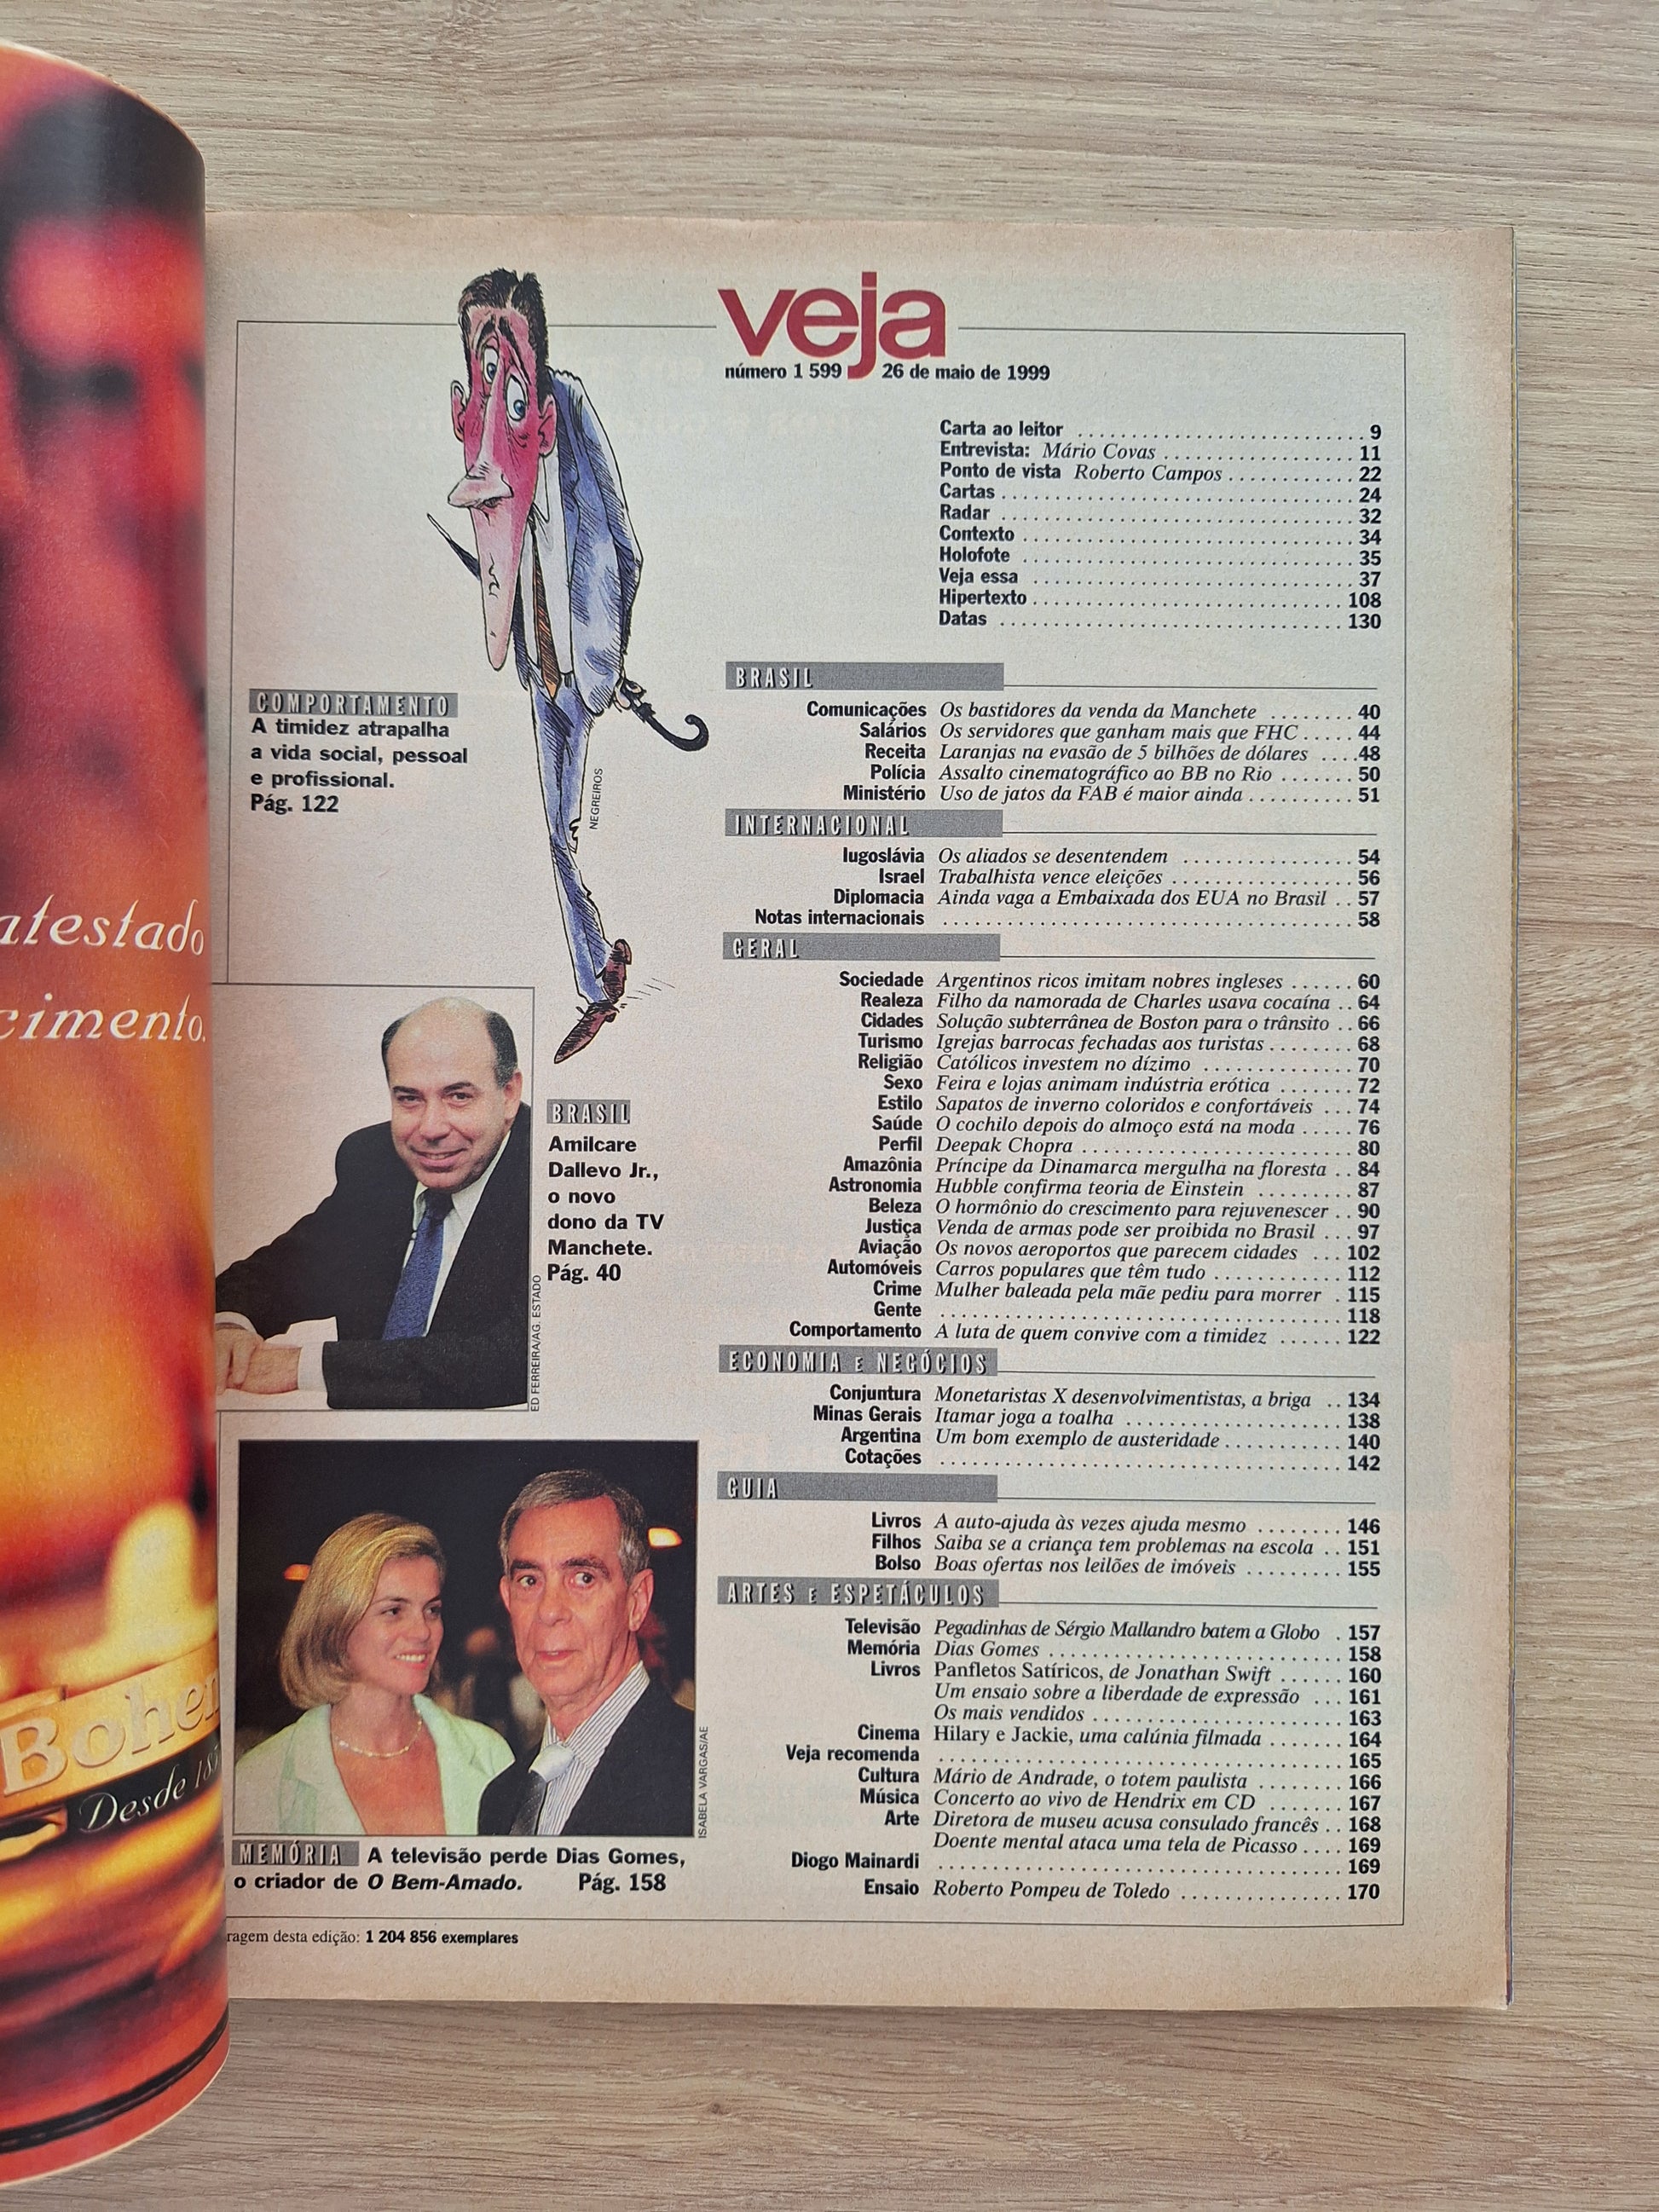 atestado
cimento.
Bohem
Desde 18
veja
número 1 599 26 de maio de 1999
Carta ao leitor 9
Entrevista: Mário Covas 11
Ponto de vista Roberto Campos 22
Cartas 24
Radar 32
Contexto 34
Holofote 35
Veja essa 37
Hipertexto 108
Datas 130
COMPORTAMENTO
A timidez atrapalha
a vida social, pessoal
e profissional.
Pág. 122
NEGREIROS
BRASIL
Amilcare
Dallevo Jr.,
o novo
dono da TV
Manchete.
Pág. 40
ED FERREIRA/AG. ESTADO
ISABELA VARGAS/AE
MEMÓRIA A televisão perde Dias Gomes,
o criador de O Bem-Amado. Pág. 158
BRASIL
Comunicações Os bastidores da venda da Manchete 40
Salários Os servidores que ganham mais que FHC 44
Receita Laranjas na evasão de 5 bilhões de dólares 48
Polícia Assalto cinematográfico ao BB no Rio 50
Ministério Uso de jatos da FAB é maior ainda 51
INTERNACIONAL
Iugoslávia Os aliados se desentendem 54
Israel Trabalhista vence eleições 56
Diplomacia Ainda vaga a Embaixada dos EUA no Brasil 57
Notas internacionais 58
GERAL
Sociedade Argentinos ricos imitam nobres ingleses 60
Realeza Filho da namorada de Charles usava cocaína 64
Cidades Solução subterrânea de Boston para o trânsito 66
Turismo Igrejas barrocas fechadas aos turistas 68
Religião Católicos investem no dízimo 70
Sexo Feira e lojas animam indústria erótica 72
Estilo Sapatos de inverno coloridos e confortáveis 74
Saúde O cochilo depois do almoço está na moda 76
Perfil Deepak Chopra 80
Amazônia Príncipe da Dinamarca mergulha na floresta 84
Astronomia Hubble confirma teoria de Einstein 87
Beleza O hormônio do crescimento para rejuvenescer 90
Justiça Venda de armas pode ser proibida no Brasil 97
Aviação Os novos aeroportos que parecem cidades 102
Automóveis Carros populares que têm tudo 112
Crime Mulher baleada pela mãe pediu para morrer 115
Gente 118
Comportamento A luta de quem convive com a timidez 122
ECONOMIA E NEGÓCIOS
Conjuntura Monetaristas X desenvolvimentistas, a briga 134
Minas Gerais Itamar joga a toalha 138
Argentina Um bom exemplo de austeridade 140
Cotações 142
GUIA
Livros A auto-ajuda às vezes ajuda mesmo 146
Filhos Saiba se a criança tem problemas na escola 151
Bolso Boas ofertas nos leilões de imóveis 155
ARTES E ESPETÁCULOS
Televisão Pegadinhas de Sérgio Mallandro batem a Globo 157
Memória Dias Gomes 158
Livros Panfletos Satíricos, de Jonathan Swift 160
Um ensaio sobre a liberdade de expressão 161
Os mais vendidos 163
Cinema Hilary e Jackie, uma calúnia filmada 164
Veja recomenda 165
Cultura Mário de Andrade, o totem paulista 166
Música Concerto ao vivo de Hendrix em CD 167
Arte Diretora de museu acusa consulado francês 168
Doente mental ataca uma tela de Picasso 169
Diogo Mainardi 169
Ensaio Roberto Pompeu de Toledo 170
ragem desta edição: 1 204 856 exemplares